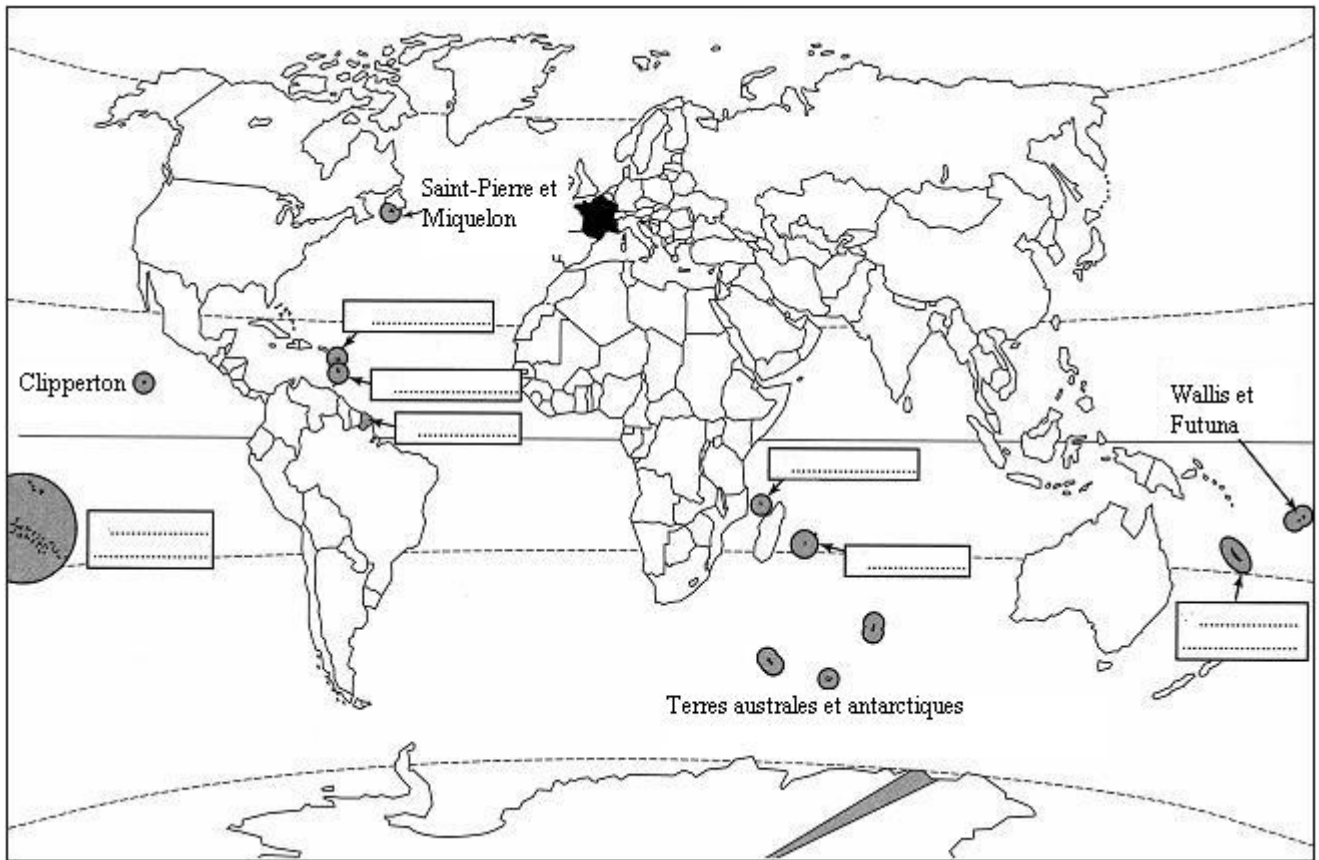 Saint-Pierre et
Miquelon
Clipperton
Wallis et
Futuna
Terres australes et antarctiques